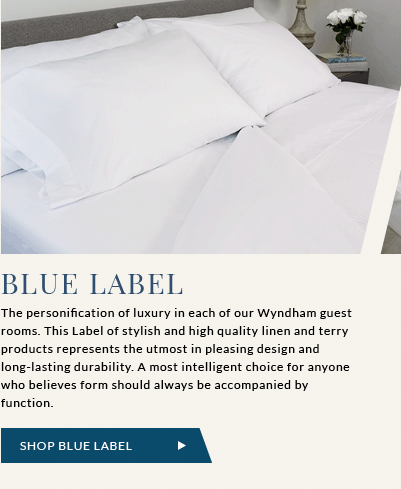 BLUE LABEL
The personification of luxury in each of our Wyndham guest
rooms. This Label of stylish and high quality linen and terry
products represents the utmost in pleasing design and
long-lasting durability. A most intelligent choice for anyone
who believes form should always be accompanied by
function.
SHOP BLUE LABEL